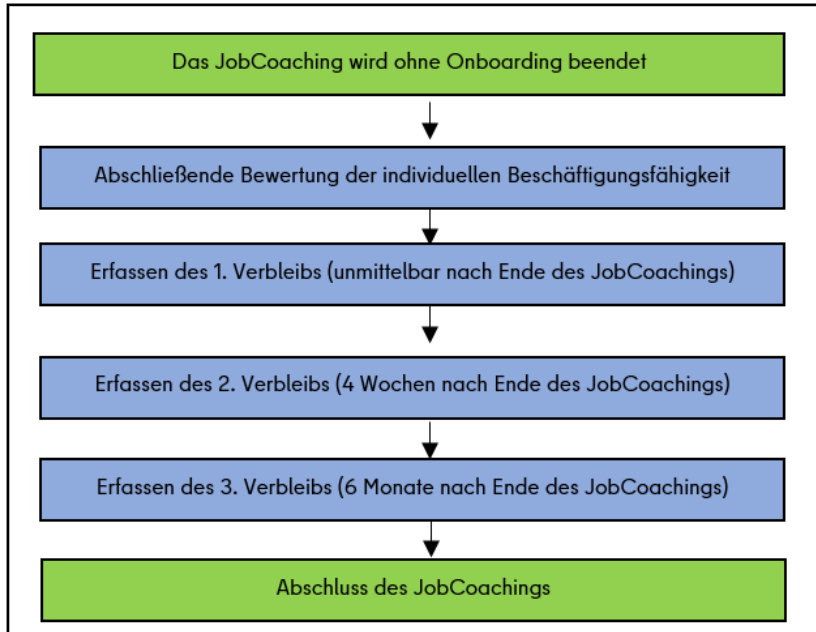 Das JobCoaching wird ohne Onboarding beendet
Abschließende Bewertung der individuellen Beschäftigungsfähigkeit
Erfassen des 1. Verbleibs (unmittelbar nach Ende des JobCoachings)
Erfassen des 2. Verbleibs (4 Wochen nach Ende des JobCoachings)
Erfassen des 3. Verbleibs (6 Monate nach Ende des JobCoachings)
Abschluss des JobCoachings